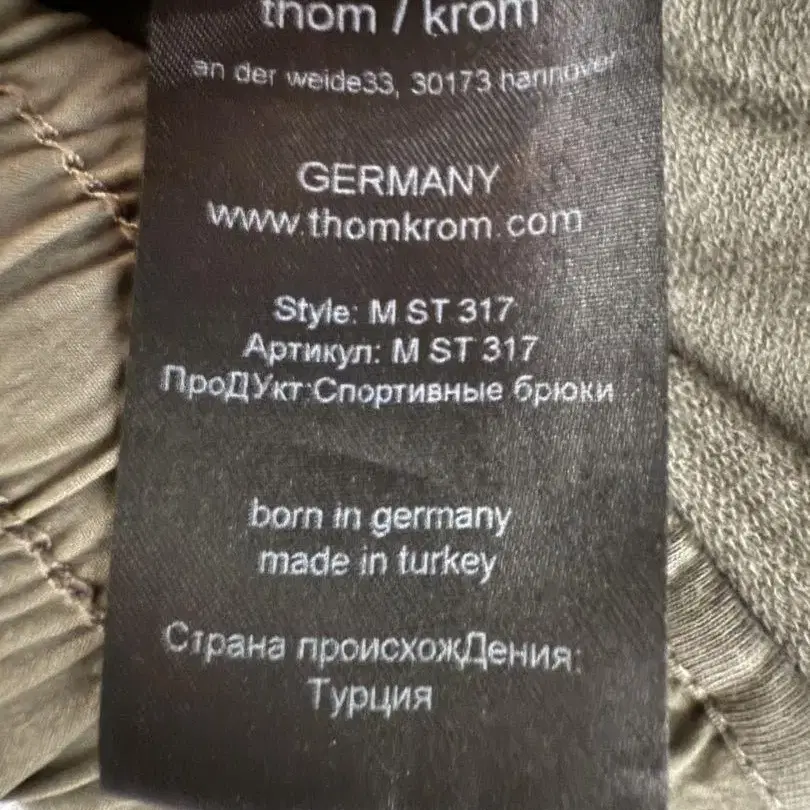 thom / krom
an der weide33, 30173 hannover
GERMANY
www.thomkrom.com
Style: M ST 317
Артикул: M ST 317
ПроДУкт:Спортивные брюки
born in germany
made in turkey
Страна происхожДения:
Турция